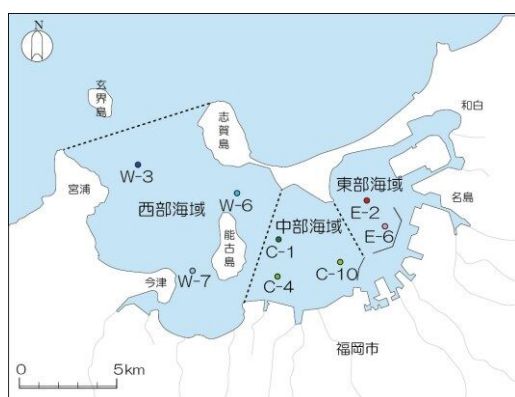 N
玄界島
志賀島
和白
宮浦
W-3
東部海域
名島
西部海域
W-6
E-2
中部海域
E-6
能古島
C-1
今津
W-7
C-10
C-4
福岡市
0
5km